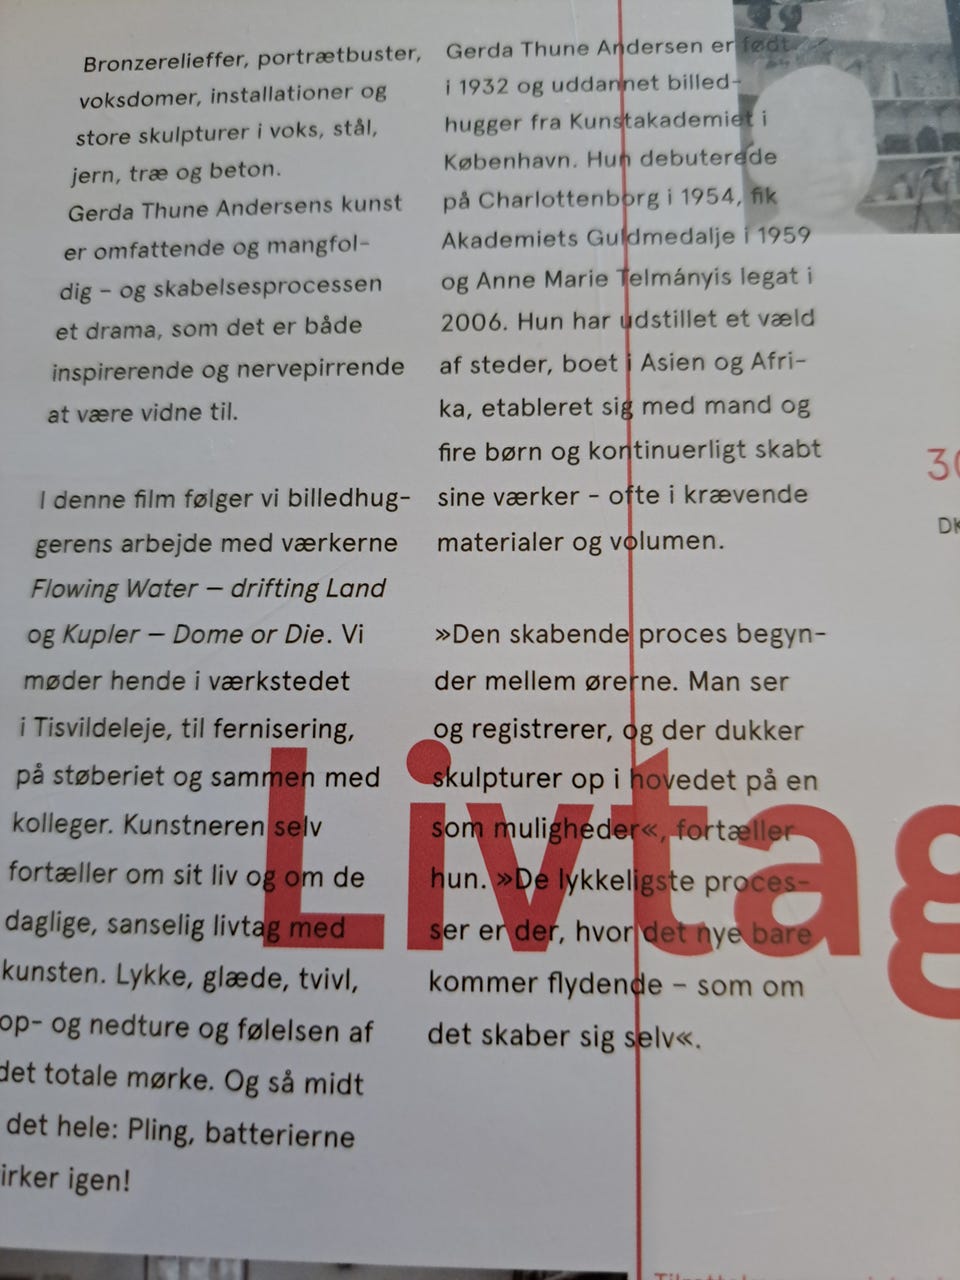 Bronzerelieffer, portrætbuster,
voksdomer, installationer og
store skulpturer i voks, stål,
jern, træ og beton.
Gerda Thune Andersens kunst
er omfattende og mangfol-
dig – og skabelsesprocessen
et drama, som det er både
inspirerende og nervepirrende
at være vidne til.
I denne film følger vi billedhug-
gerens arbejde med værkerne
Flowing Water – drifting Land
og Kupler – Dome or Die. Vi
møder hende i værkstedet
i Tisvildeleje, til fernisering,
på støberiet og sammen med
kolleger. Kunstneren selv
fortæller om sit liv og om de
daglige, sanselig livtag med
kunsten. Lykke, glæde, tvivl,
op- og nedture og følelsen af
det totale mørke. Og så midt
det hele: Pling, batterierne
irker igen!
Gerda Thune Andersen er født
i 1932 og uddannet billed-
hugger fra Kunstakademiet i
København. Hun debuterede
på Charlottenborg i 1954, fik
Akademiets Guldmedalje i 1959
og Anne Marie Telmányis legat i
2006. Hun har udstillet et væld
af steder, boet i Asien og Afri-
ka, etableret sig med mand og
fire børn og kontinuerligt skabt
sine værker – ofte i krævende
materialer og volumen.
»Den skabende proces begyn-
der mellem ørerne. Man ser
og registrerer, og der dukker
skulpturer op i hovedet på en
som muligheder«, fortæller
hun. »De lykkeligste proces-
ser er der, hvor det nye bare
kommer flydende – som om
det skaber sig selv«.
Livtag
30
DK